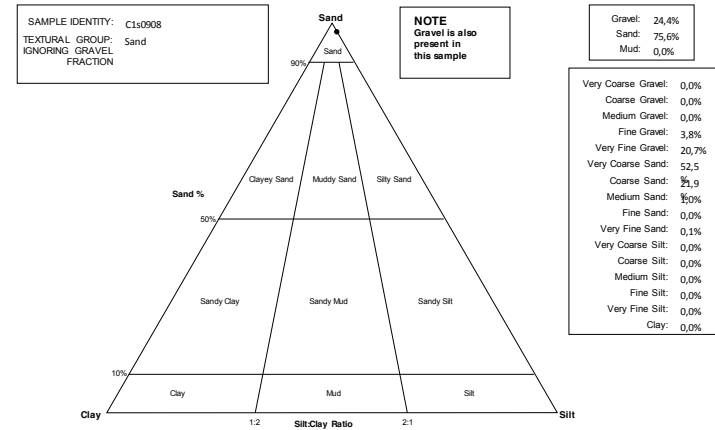 SAMPLE IDENTITY: C1s0908
TEXTURAL GROUP: Sand
IGNORING GRAVEL
FRACTION
Sand
NOTE
Gravel is also
present in
this sample
Gravel: 24,4%
Sand: 75,6%
Mud: 0,0%
Sand
90%
Very Coarse Gravel: 0,0%
Coarse Gravel: 0,0%
Medium Gravel: 0,0%
Fine Gravel: 3,8%
Very Fine Gravel: 20,7%
Very Coarse Sand: 52,5
%
Coarse Sand: 21,9
%
Medium Sand: 1,0%
Fine Sand: 0,0%
Very Fine Sand: 0,1%
Very Coarse Silt: 0,0%
Coarse Silt: 0,0%
Medium Silt: 0,0%
Fine Silt: 0,0%
Very Fine Silt: 0,0%
Clay: 0,0%
Clayey Sand Muddy Sand Silty Sand
Sand %
50%
Sandy Clay Sandy Mud Sandy Silt
10%
Clay Mud Silt
Clay Silt
1:2 Silt:Clay Ratio 2:1